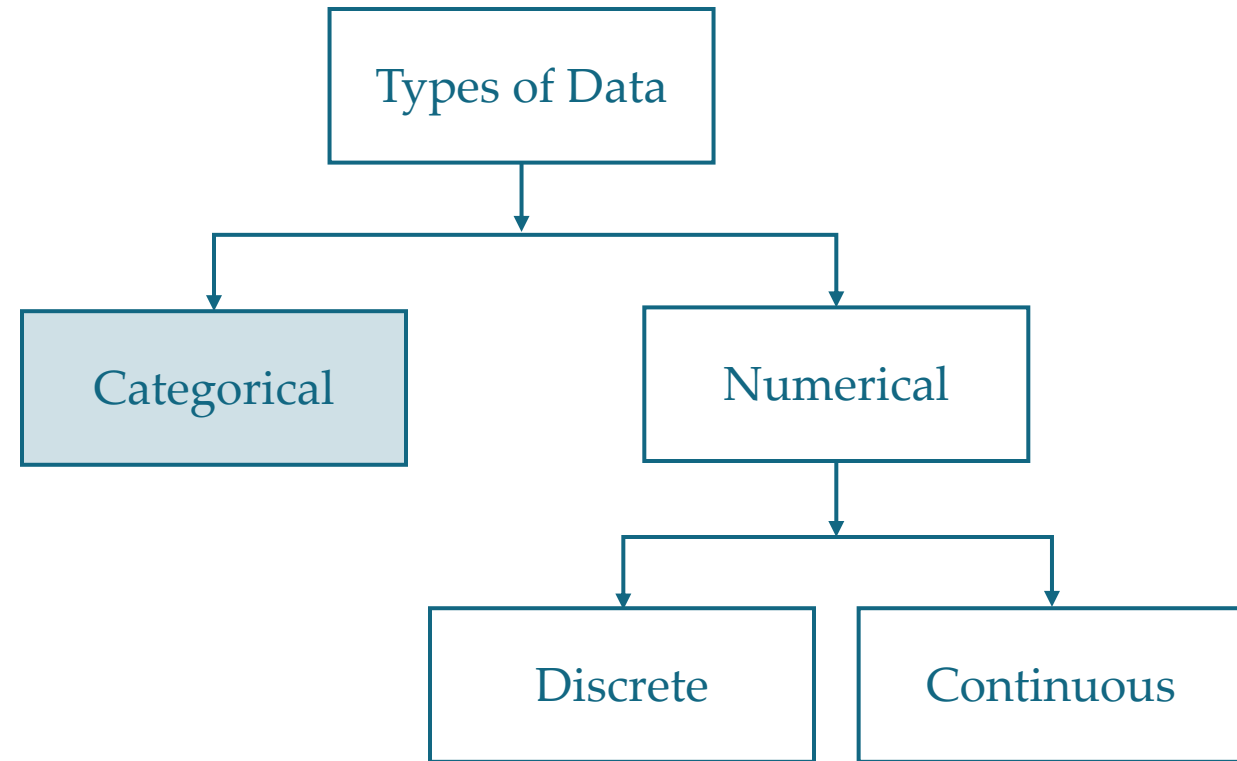 Types of Data
Categorical
Numerical
Discrete
Continuous